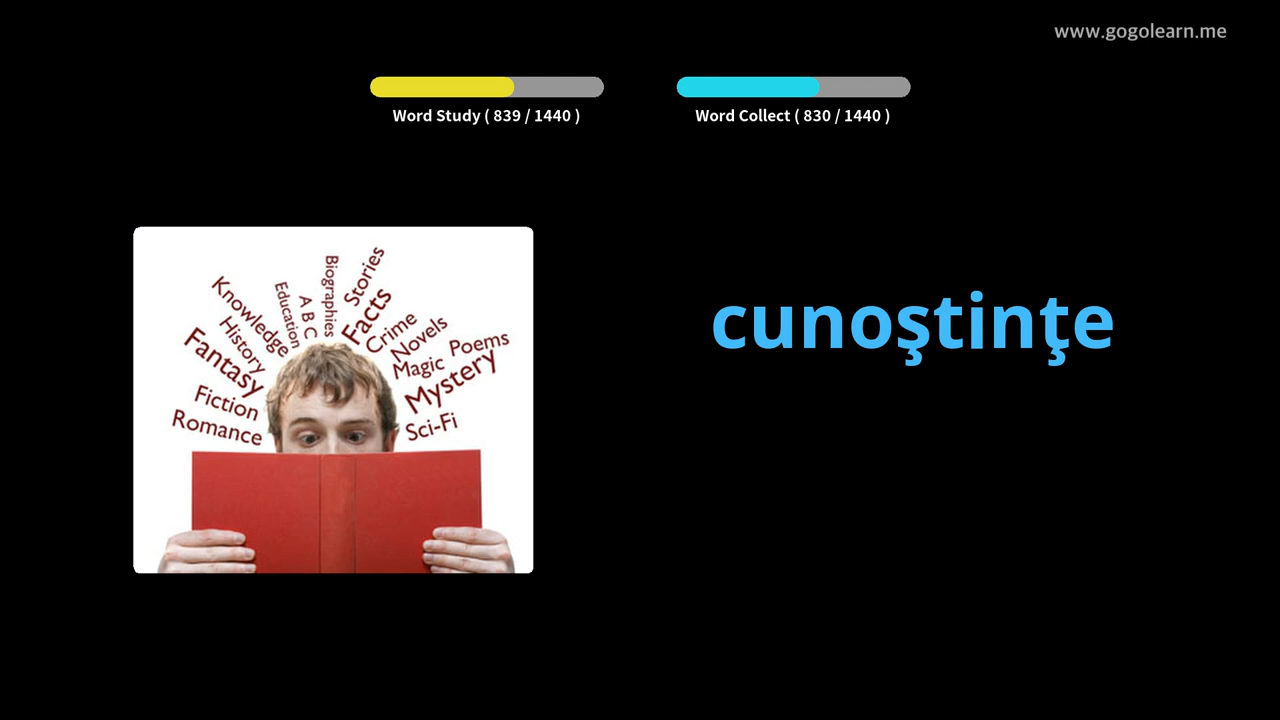 www.gogolearn.me
Word Study ( 839 / 1440 )
Word Collect ( 830 / 1440 )
cunoştinţe
Knowledge
History
Fantasy
Fiction
Romance
Education
A B C
Biographies
Stories
Facts
Crime
Novels
Magic
Poems
Mystery
Sci-Fi